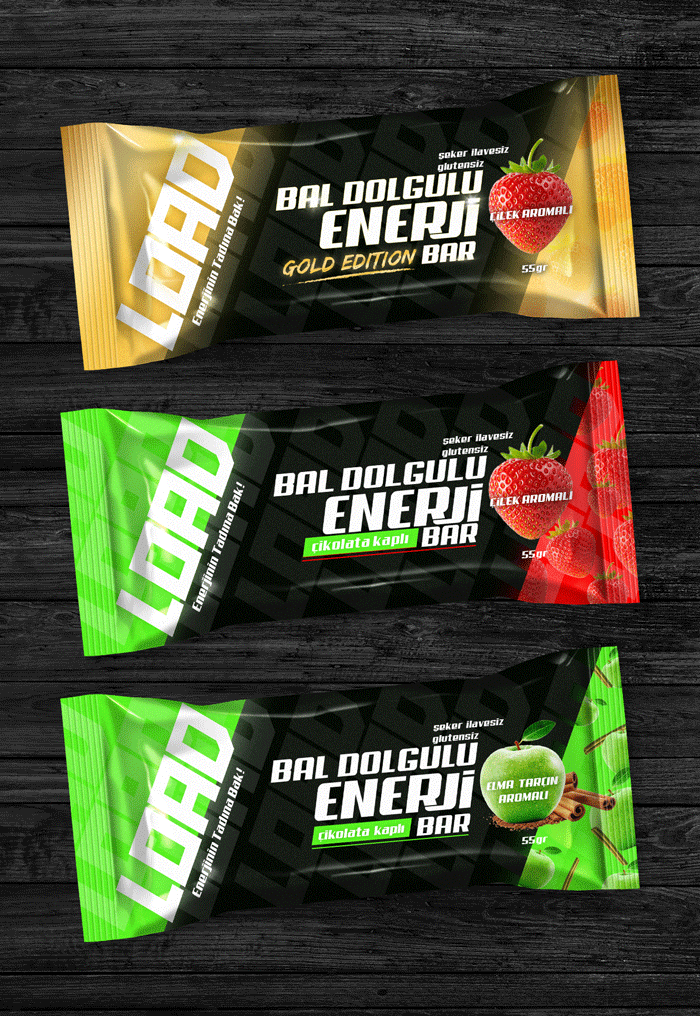 LOAD
Enerjinin Tadına Bak!
şeker ilavesiz
glutensiz
BAL DOLGULU
ENERJİ
GOLD EDITION BAR
ÇİLEK AROMALI
55gr
LOAD
Enerjinin Tadına Bak!
şeker ilavesiz
glutensiz
BAL DOLGULU
ENERJİ
çikolata kaplı BAR
ÇİLEK AROMALI
55gr
LOAD
Enerjinin Tadına Bak!
şeker ilavesiz
glutensiz
BAL DOLGULU
ENERJİ
çikolata kaplı BAR
ELMA TARÇIN
AROMALI
55gr